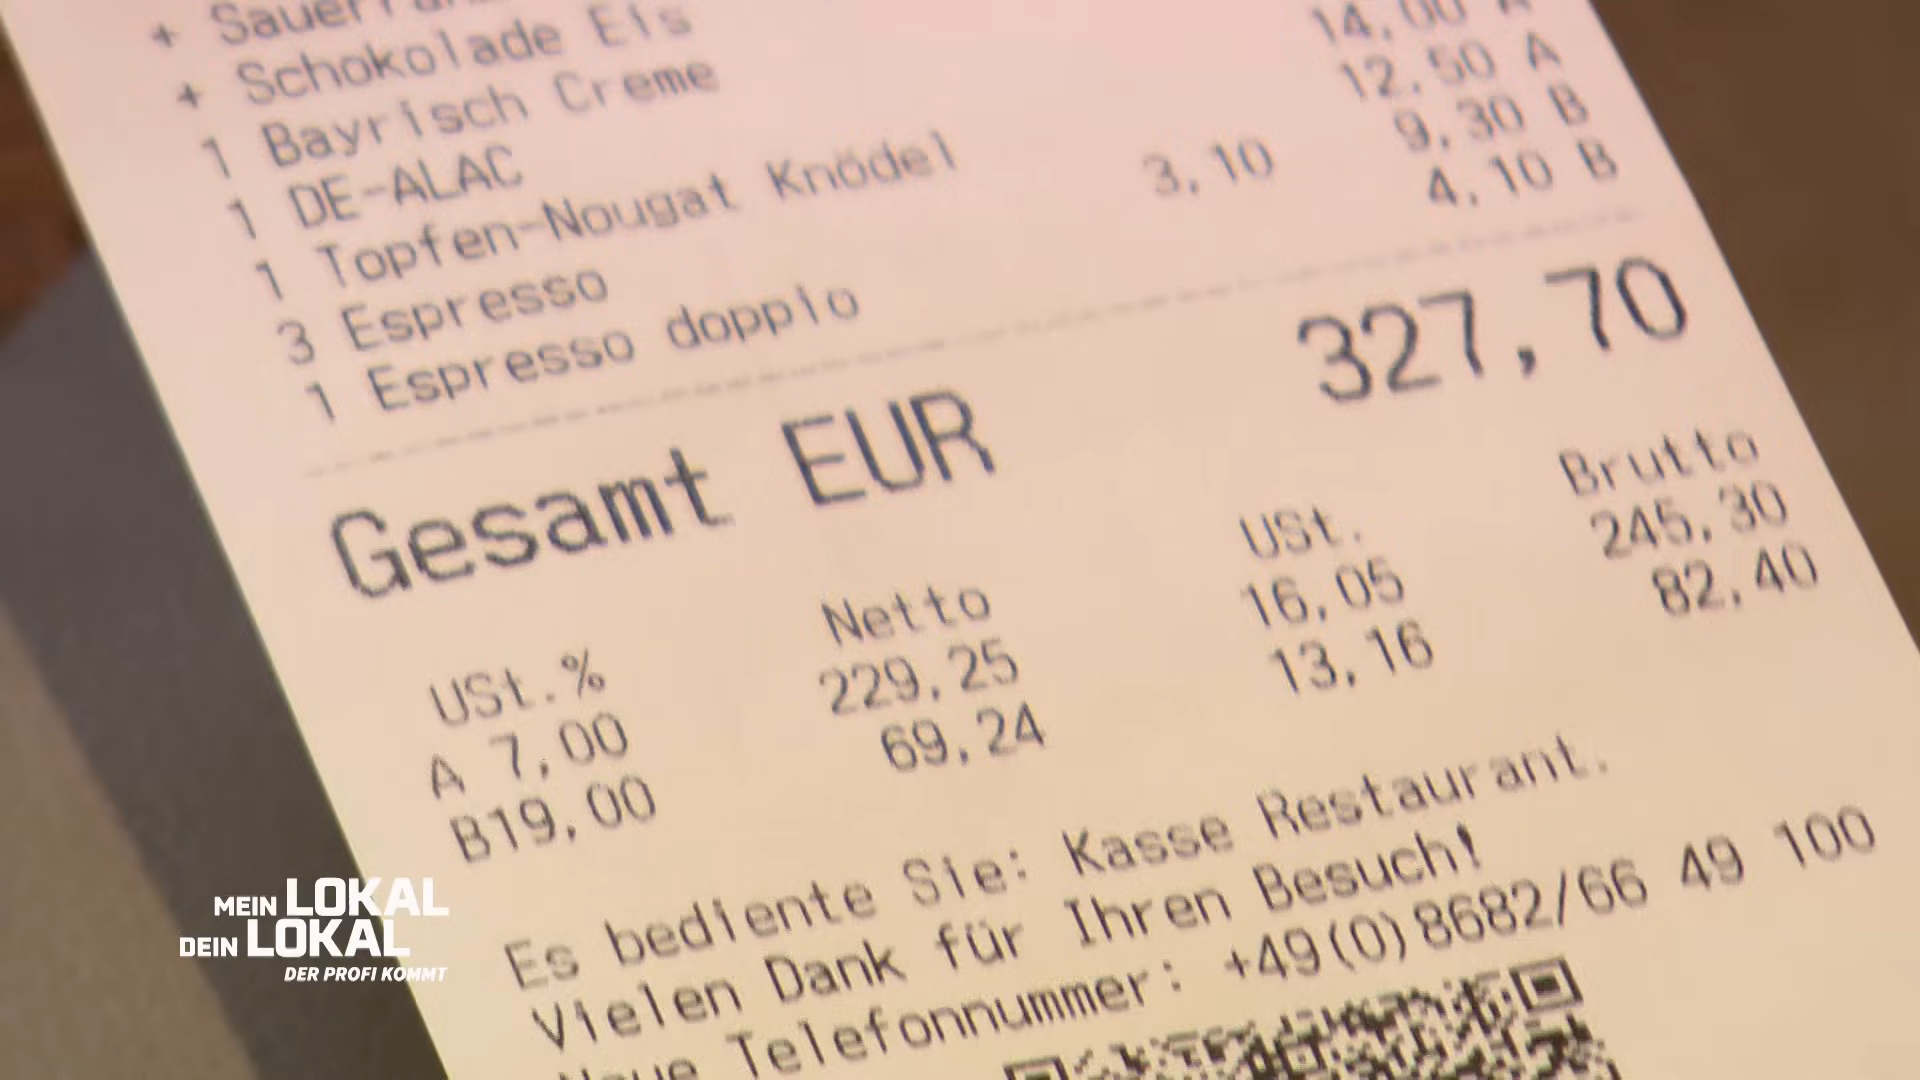 +
+ Schokolade Eis
1 Bayrisch Creme
1 DE-ALAC 14,00 A
1 Topfen-Nougat Knödel 12,50 A
3 Espresso 3,10 9,30 B
1 Espresso doppio 4,10 B
Gesamt EUR 327,70
USt.% Netto USt. Brutto
A 7,00 229,25 16,05 245,30
B19,00 69,24 13,16 82,40
Es bediente Sie: Kasse Restaurant.
Vielen Dank für Ihren Besuch!
Neue Telefonnummer: +49(0)8682/66 49 100
MEIN LOKAL
DEIN LOKAL
DER PROFI KOMMT